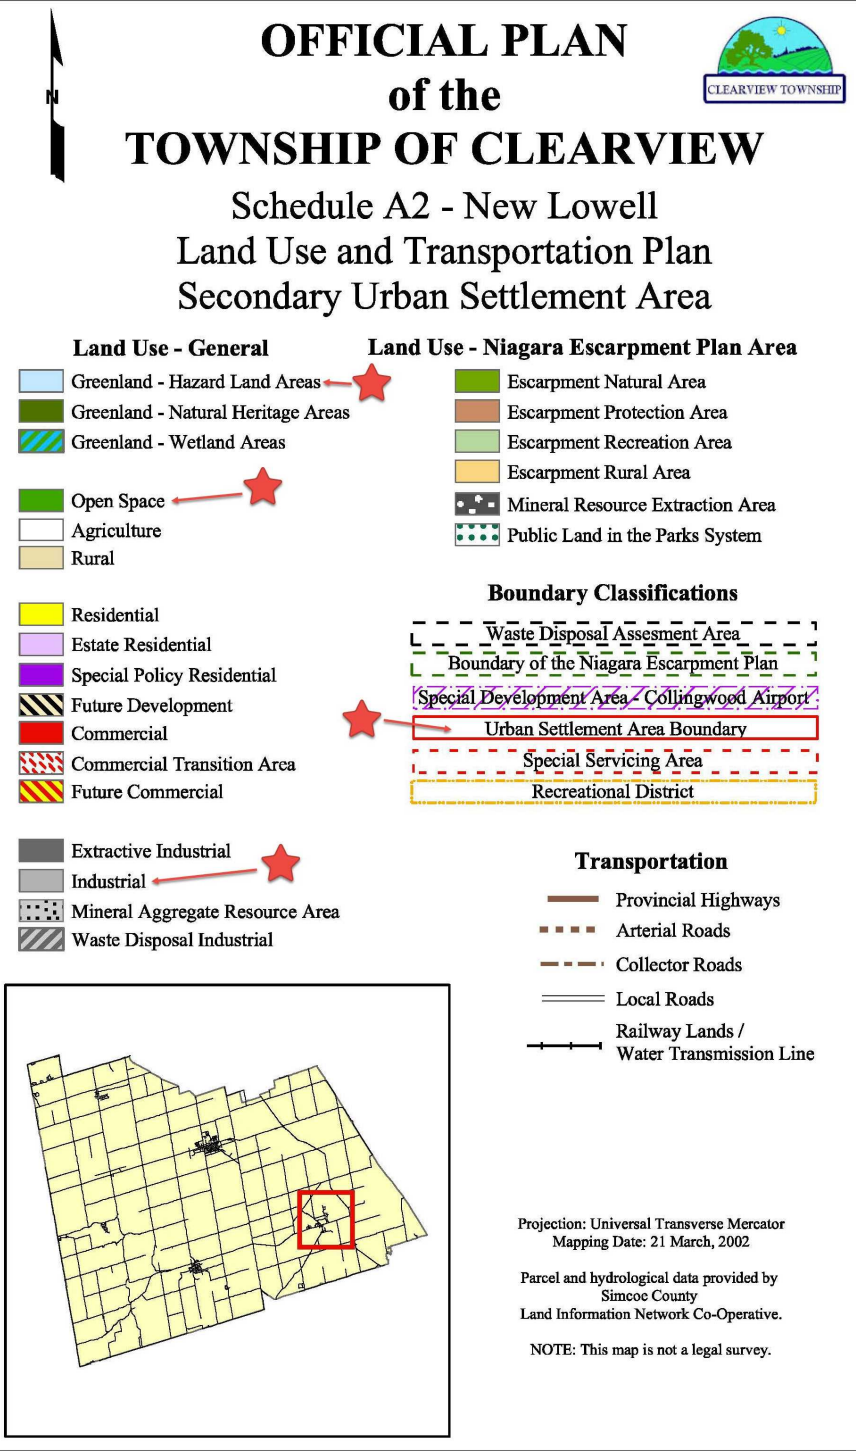 OFFICIAL PLAN
of the
TOWNSHIP OF CLEARVIEW
CLEARVIEW TOWNSHIP
N
Schedule A2 - New Lowell
Land Use and Transportation Plan
Secondary Urban Settlement Area
Land Use - General
Greenland - Hazard Land Areas
Greenland - Natural Heritage Areas
Greenland - Wetland Areas
Open Space
Agriculture
Rural
Residential
Estate Residential
Special Policy Residential
Future Development
Commercial
Commercial Transition Area
Future Commercial
Extractive Industrial
Industrial
Mineral Aggregate Resource Area
Waste Disposal Industrial
Land Use - Niagara Escarpment Plan Area
Escarpment Natural Area
Escarpment Protection Area
Escarpment Recreation Area
Escarpment Rural Area
Mineral Resource Extraction Area
Public Land in the Parks System
Boundary Classifications
Waste Disposal Assesment Area
Boundary of the Niagara Escarpment Plan
Special Development Area - Collingwood Airport
Urban Settlement Area Boundary
Special Servicing Area
Recreational District
Transportation
Provincial Highways
Arterial Roads
Collector Roads
Local Roads
Railway Lands /
Water Transmission Line
Projection: Universal Transverse Mercator
Mapping Date: 21 March, 2002
Parcel and hydrological data provided by
Simcoe County
Land Information Network Co-Operative.
NOTE: This map is not a legal survey.